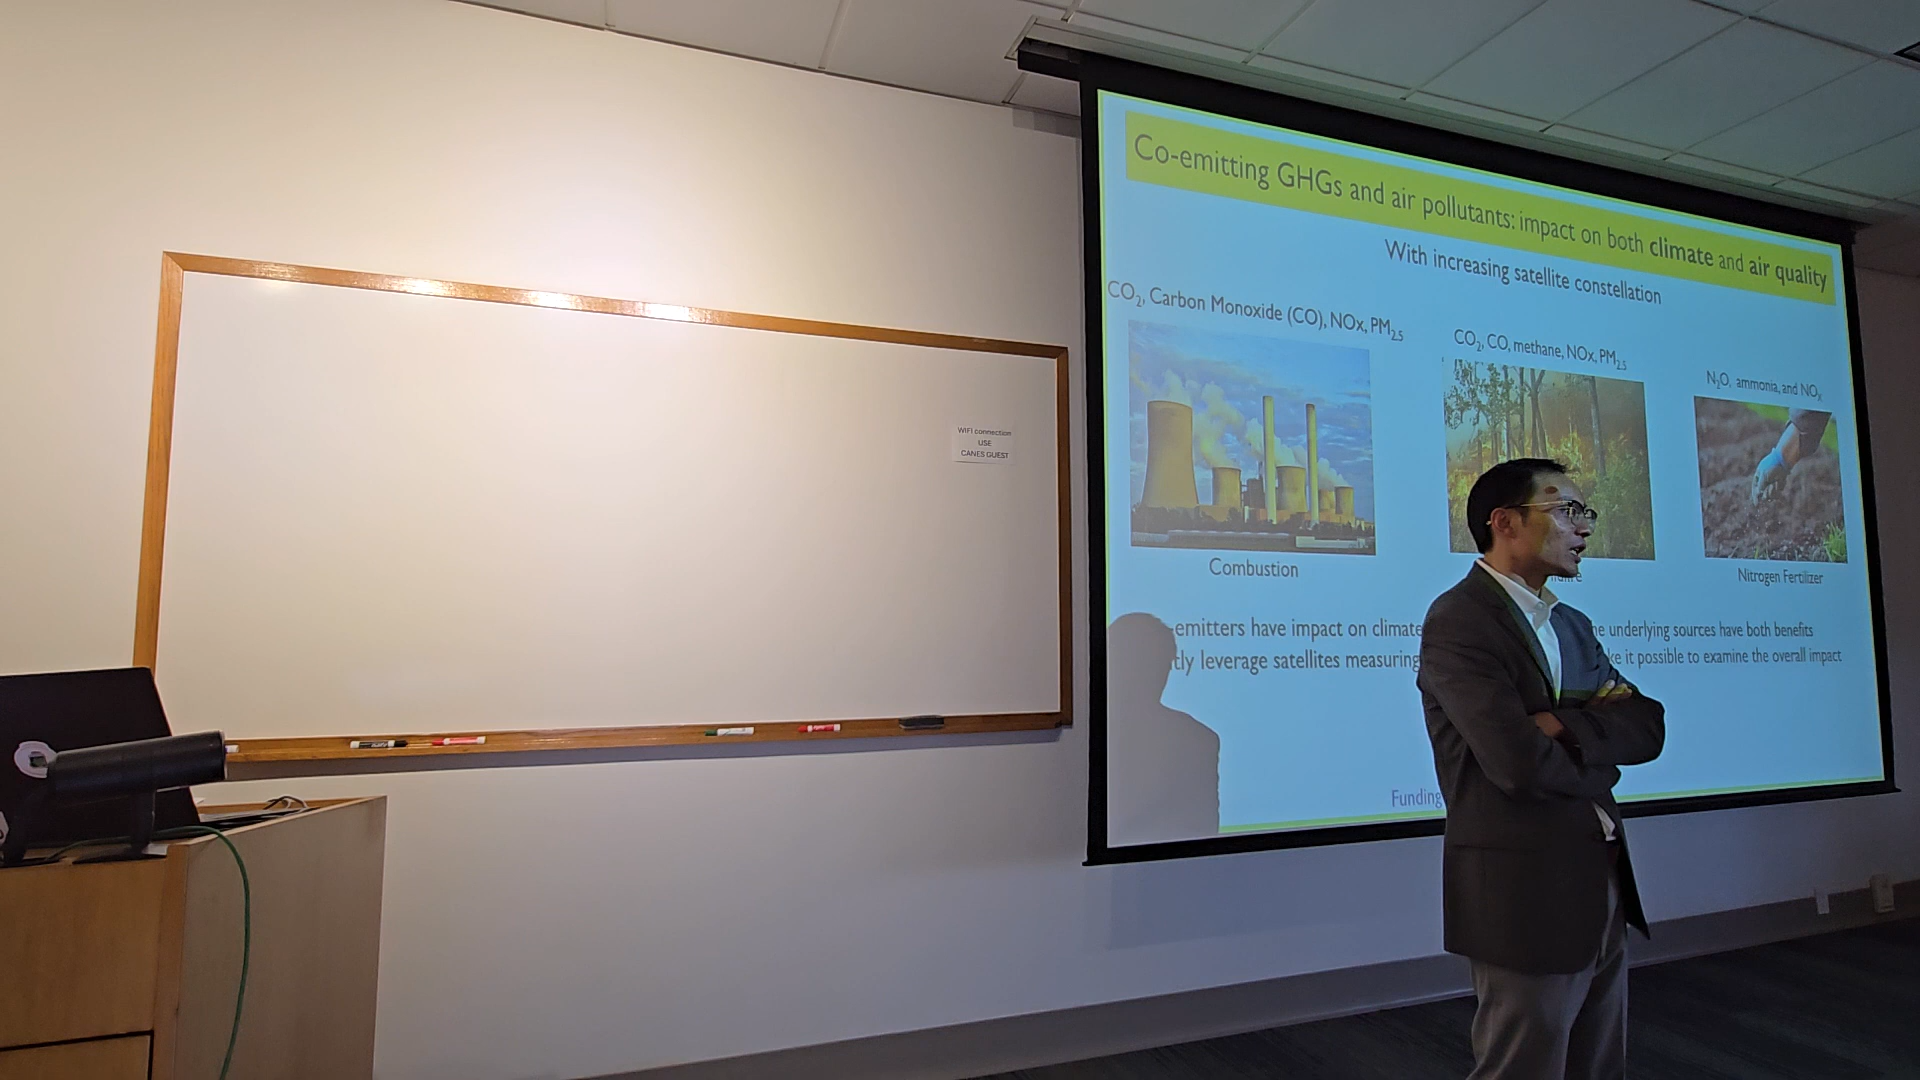 WIFI connection
USE
CANES GUEST
Co-emitting GHGs and air pollutants: impact on both climate and air quality
With increasing satellite constellation
CO₂, Carbon Monoxide (CO), NOx, PM₂.₅
CO₂, CO, methane, NOx, PM₂.₅
N₂O, ammonia, and NOₓ
Combustion
Nitrogen Fertilizer
-emitters have impact on climate
underlying sources have both benefits
leverage satellites measuring
it possible to examine the overall impact
Funding